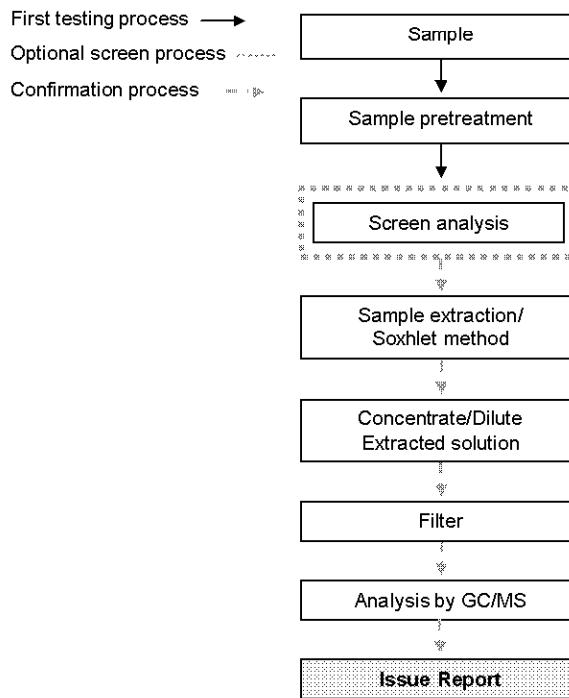 First testing process
Optional screen process
Confirmation process
Sample
Sample pretreatment
Screen analysis
Sample extraction/
Soxhlet method
Concentrate/Dilute
Extracted solution
Filter
Analysis by GC/MS
Issue Report